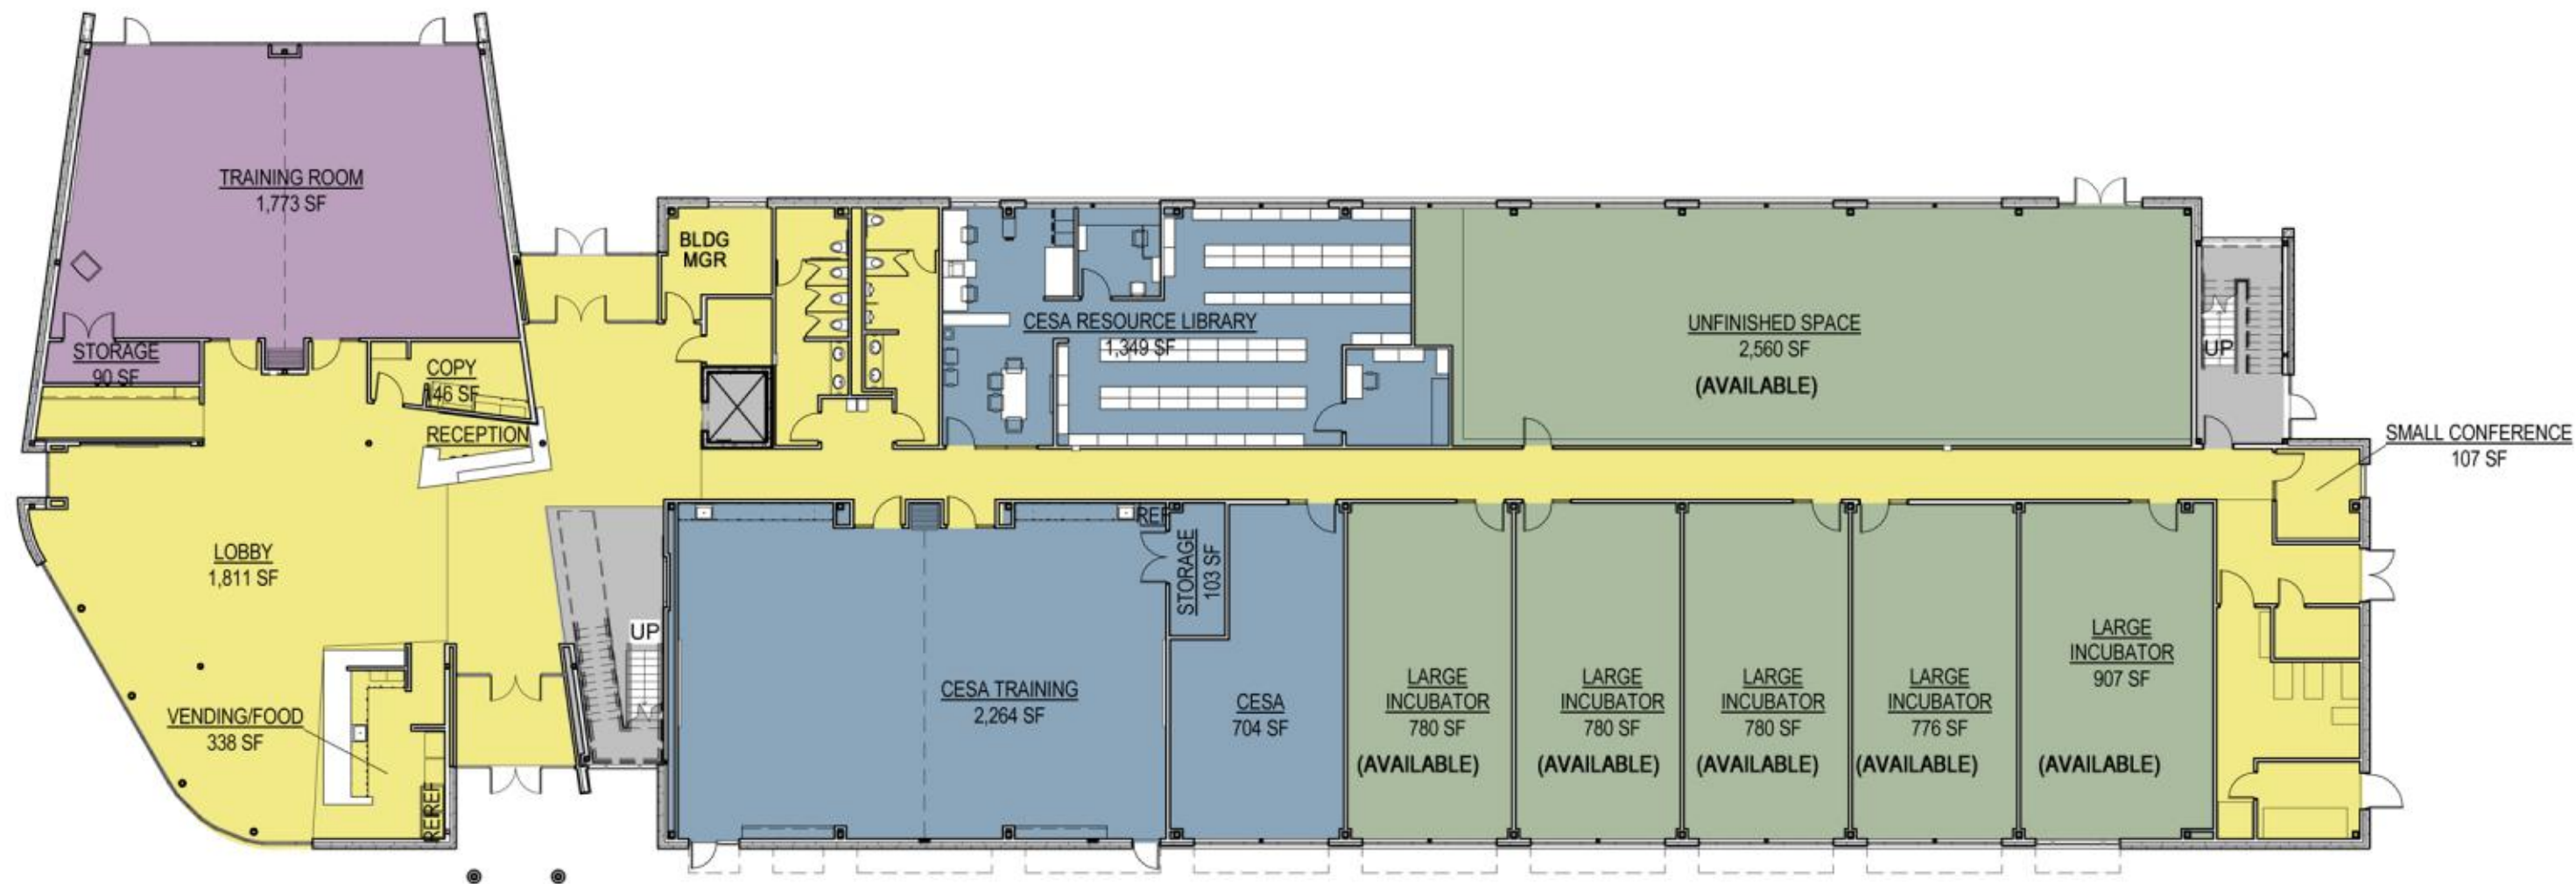 TRAINING ROOM
1,773 SF
STORAGE
90 SF
COPY
146 SF
RECEPTION
BLDG
MGR
CESA RESOURCE LIBRARY
1,349 SF
UNFINISHED SPACE
2,560 SF
(AVAILABLE)
UP
SMALL CONFERENCE
107 SF
LOBBY
1,811 SF
VENDING/FOOD
338 SF
REF
REF
UP
CESA TRAINING
2,264 SF
REF
STORAGE
103 SF
CESA
704 SF
LARGE
INCUBATOR
780 SF
(AVAILABLE)
LARGE
INCUBATOR
780 SF
(AVAILABLE)
LARGE
INCUBATOR
780 SF
(AVAILABLE)
LARGE
INCUBATOR
776 SF
(AVAILABLE)
LARGE
INCUBATOR
907 SF
(AVAILABLE)